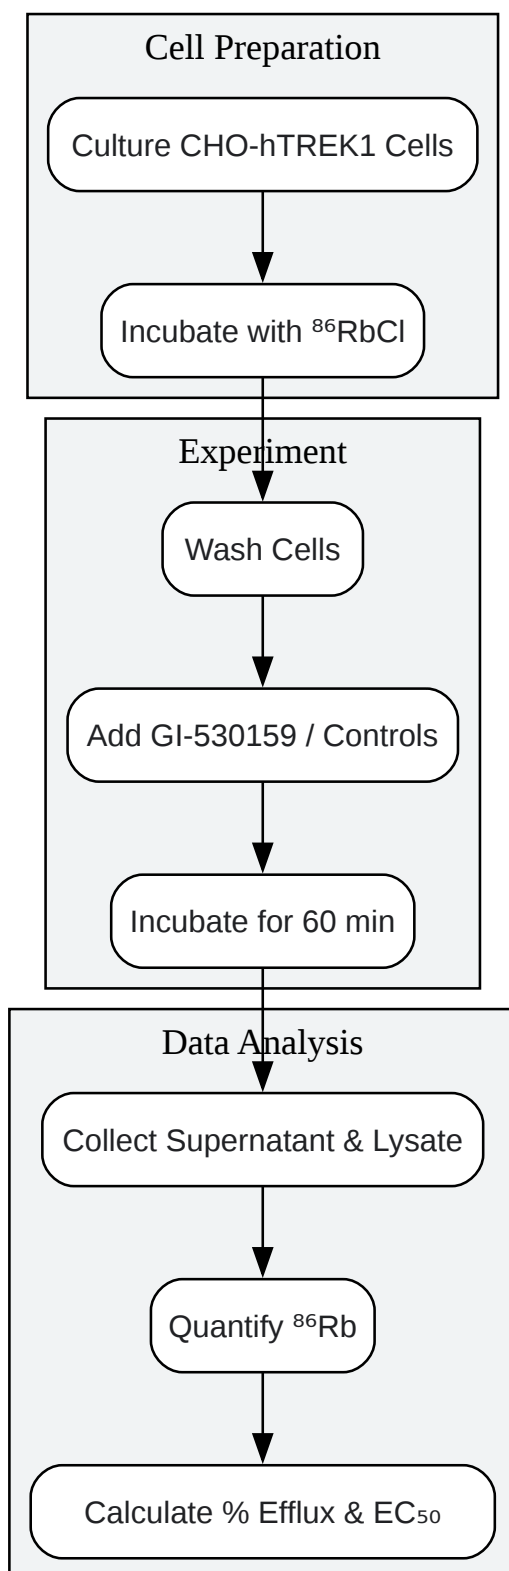 Cell Preparation
Culture CHO-hTREK1 Cells
Incubate with ⁸⁶RbCl
Experiment
Wash Cells
Add GI-530159 / Controls
Incubate for 60 min
Data Analysis
Collect Supernatant & Lysate
Quantify ⁸⁶Rb
Calculate % Efflux & EC₅₀